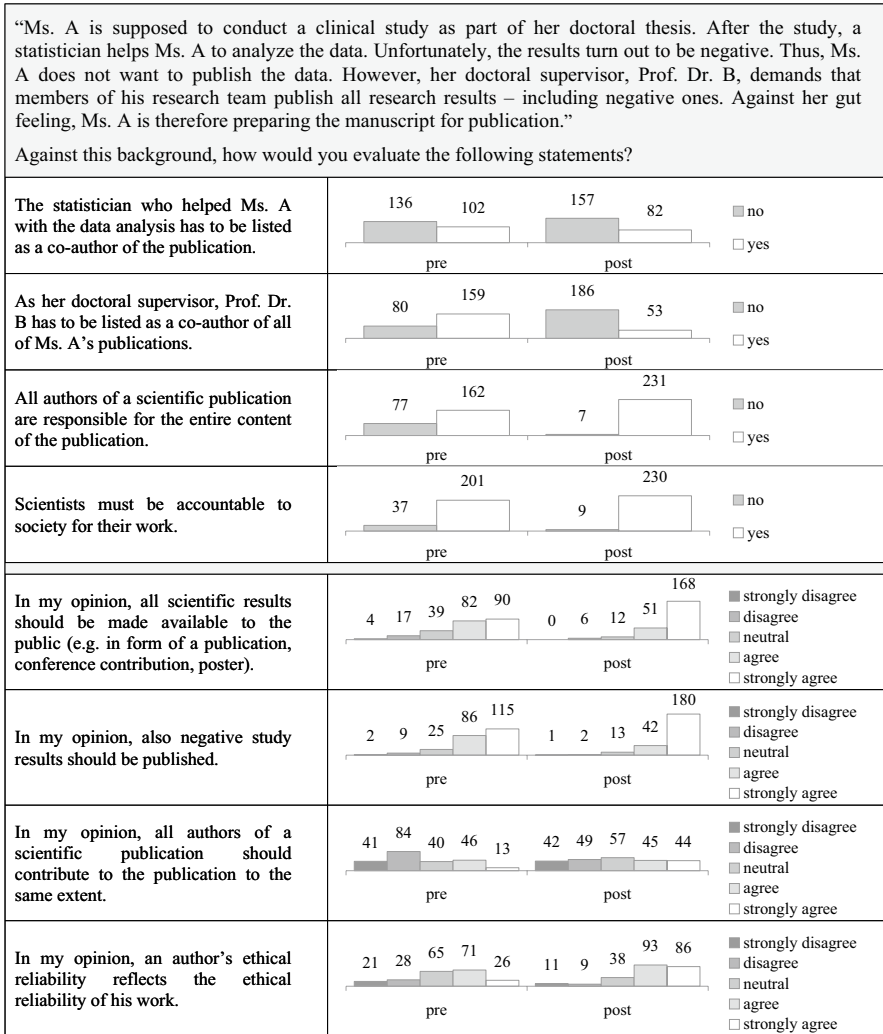 “Ms. A is supposed to conduct a clinical study as part of her doctoral thesis. After the study, a
statistician helps Ms. A to analyze the data. Unfortunately, the results turn out to be negative. Thus, Ms.
A does not want to publish the data. However, her doctoral supervisor, Prof. Dr. B, demands that
members of his research team publish all research results – including negative ones. Against her gut
feeling, Ms. A is therefore preparing the manuscript for publication.”
Against this background, how would you evaluate the following statements?
The statistician who helped Ms. A
with the data analysis has to be listed
as a co-author of the publication.
136 102 157 82
pre post
no
yes
As her doctoral supervisor, Prof. Dr.
B has to be listed as a co-author of all
of Ms. A’s publications.
80 159 186 53
pre post
no
yes
All authors of a scientific publication
are responsible for the entire content
of the publication.
77 162 7 231
pre post
no
yes
Scientists must be accountable to
society for their work.
37 201 9 230
pre post
no
yes
In my opinion, all scientific results
should be made available to the
public (e.g. in form of a publication,
conference contribution, poster).
4 17 39 82 90 0 6 12 51 168
pre post
strongly disagree
disagree
neutral
agree
strongly agree
In my opinion, also negative study
results should be published.
2 9 25 86 115 1 2 13 42 180
pre post
strongly disagree
disagree
neutral
agree
strongly agree
In my opinion, all authors of a
scientific publication should
contribute to the publication to the
same extent.
41 84 40 46 13 42 49 57 45 44
pre post
strongly disagree
disagree
neutral
agree
strongly agree
In my opinion, an author’s ethical
reliability reflects the ethical
reliability of his work.
21 28 65 71 26 11 9 38 93 86
pre post
strongly disagree
disagree
neutral
agree
strongly agree